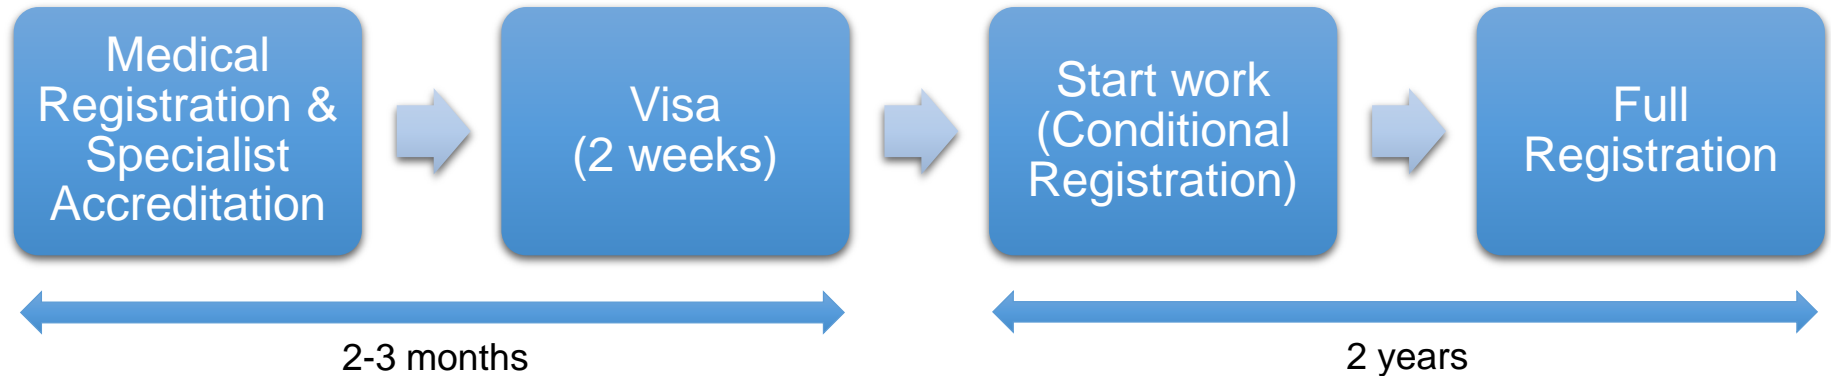 Medical
Registration &
Specialist
Accreditation
Visa
(2 weeks)
Start work
(Conditional
Registration)
Full
Registration
2-3 months
2 years